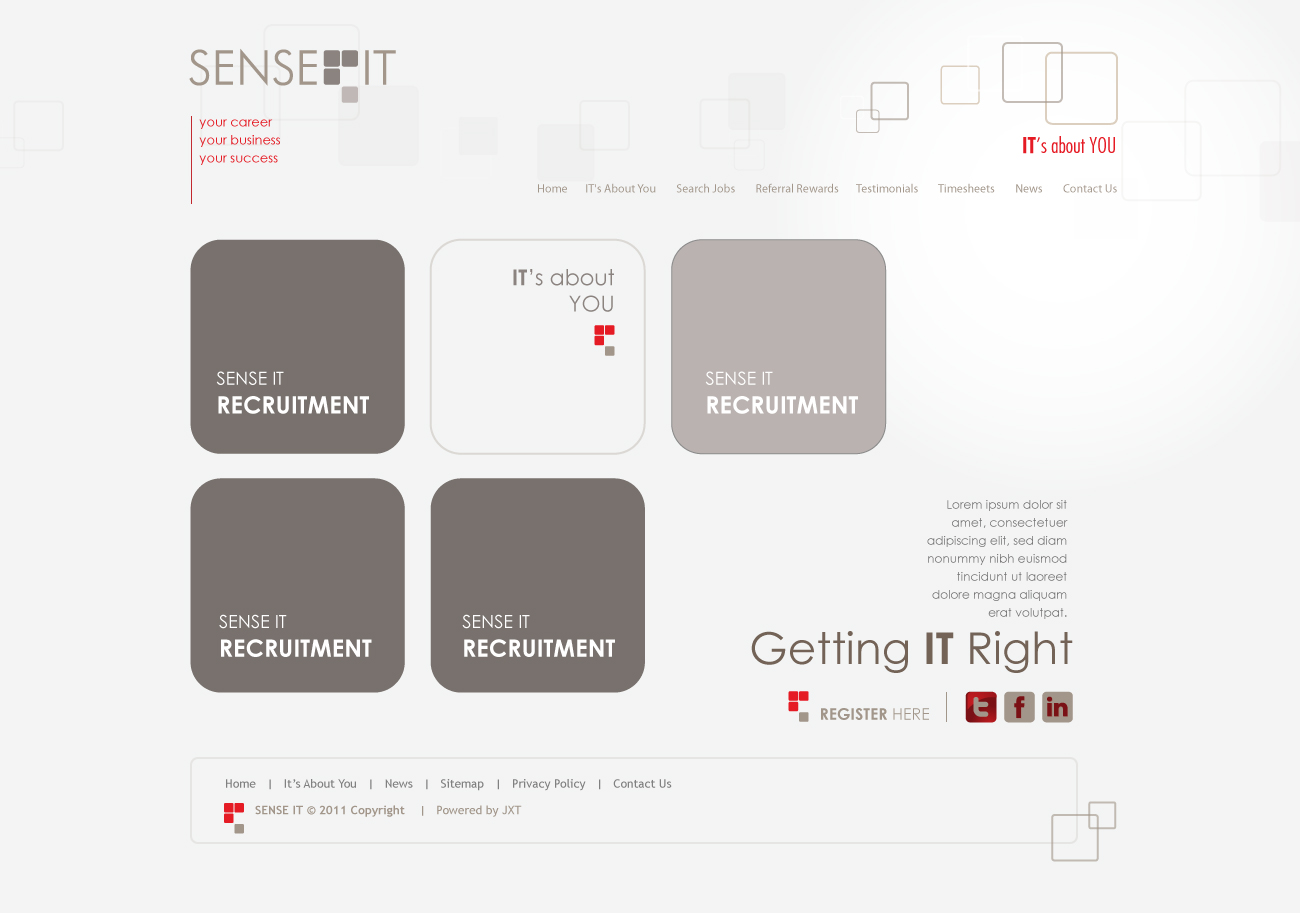 SENSE IT
your career
your business
your success
IT's about YOU
Home IT's About You Search Jobs Referral Rewards Testimonials Timesheets News Contact Us
IT's about
YOU
SENSE IT
RECRUITMENT
SENSE IT
RECRUITMENT
SENSE IT
RECRUITMENT
SENSE IT
RECRUITMENT
Lorem ipsum dolor sit
amet, consectetuer
adipiscing elit, sed diam
nonummy nibh euismod
tincidunt ut laoreet
dolore magna aliquam
erat volutpat.
Getting IT Right
REGISTER HERE
t f in
Home | It's About You | News | Sitemap | Privacy Policy | Contact Us
SENSE IT © 2011 Copyright | Powered by JXT